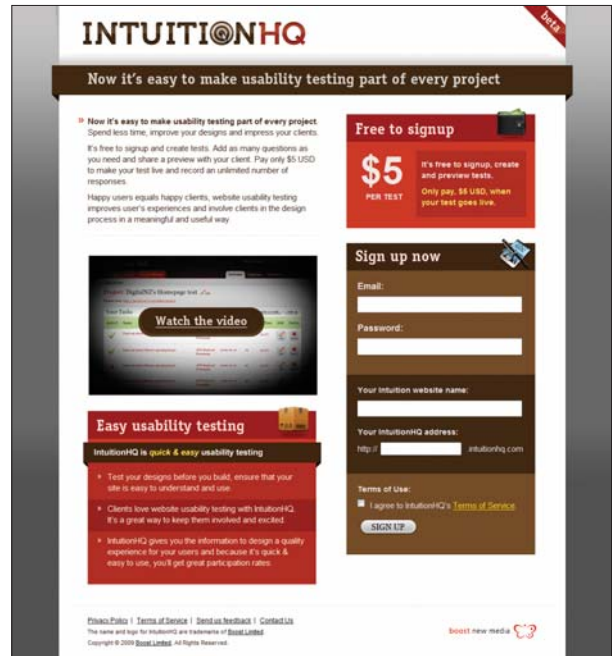 INTUITIONHQ
beta
Now it's easy to make usability testing part of every project
Now it's easy to make usability testing part of every project.
Spend less time, improve your designs and impress your clients.
It's free to signup and create tests. Add as many questions as
you need and share a preview with your client. Pay only $5 USD
to make your test live and record an unlimited number of
responses.
Happy users equals happy clients, website usability testing
improves user's experiences and involve clients in the design
process in a meaningful and useful way
Watch the video
Easy usability testing
IntuitionHQ is quick & easy usability testing
Test your designs before you build, ensure that your
site is easy to understand and use.
Clients love website usability testing with IntuitionHQ.
It's a great way to keep them involved and excited.
IntuitionHQ gives you the information to design a quality
experience for your users and because it's quick &
easy to use, you'll get great participation rates.
Free to signup
$5
PER TEST
It's free to signup, create
and preview tests.
Only pay, $5 USD, when
your test goes live.
Sign up now
Email:
Password:
Your Intuition website name:
Your IntuitionHQ address:
http:// .intuitionhq.com
Terms of Use:
I agree to IntuitionHQ's Terms of Service.
SIGN UP
Privacy Policy | Terms of Service | Send us feedback | Contact Us
The name and logo for IntuitionHQ are trademarks of Boost Limited.
Copyright © 2009 Boost Limited. All Rights Reserved.
boost new media